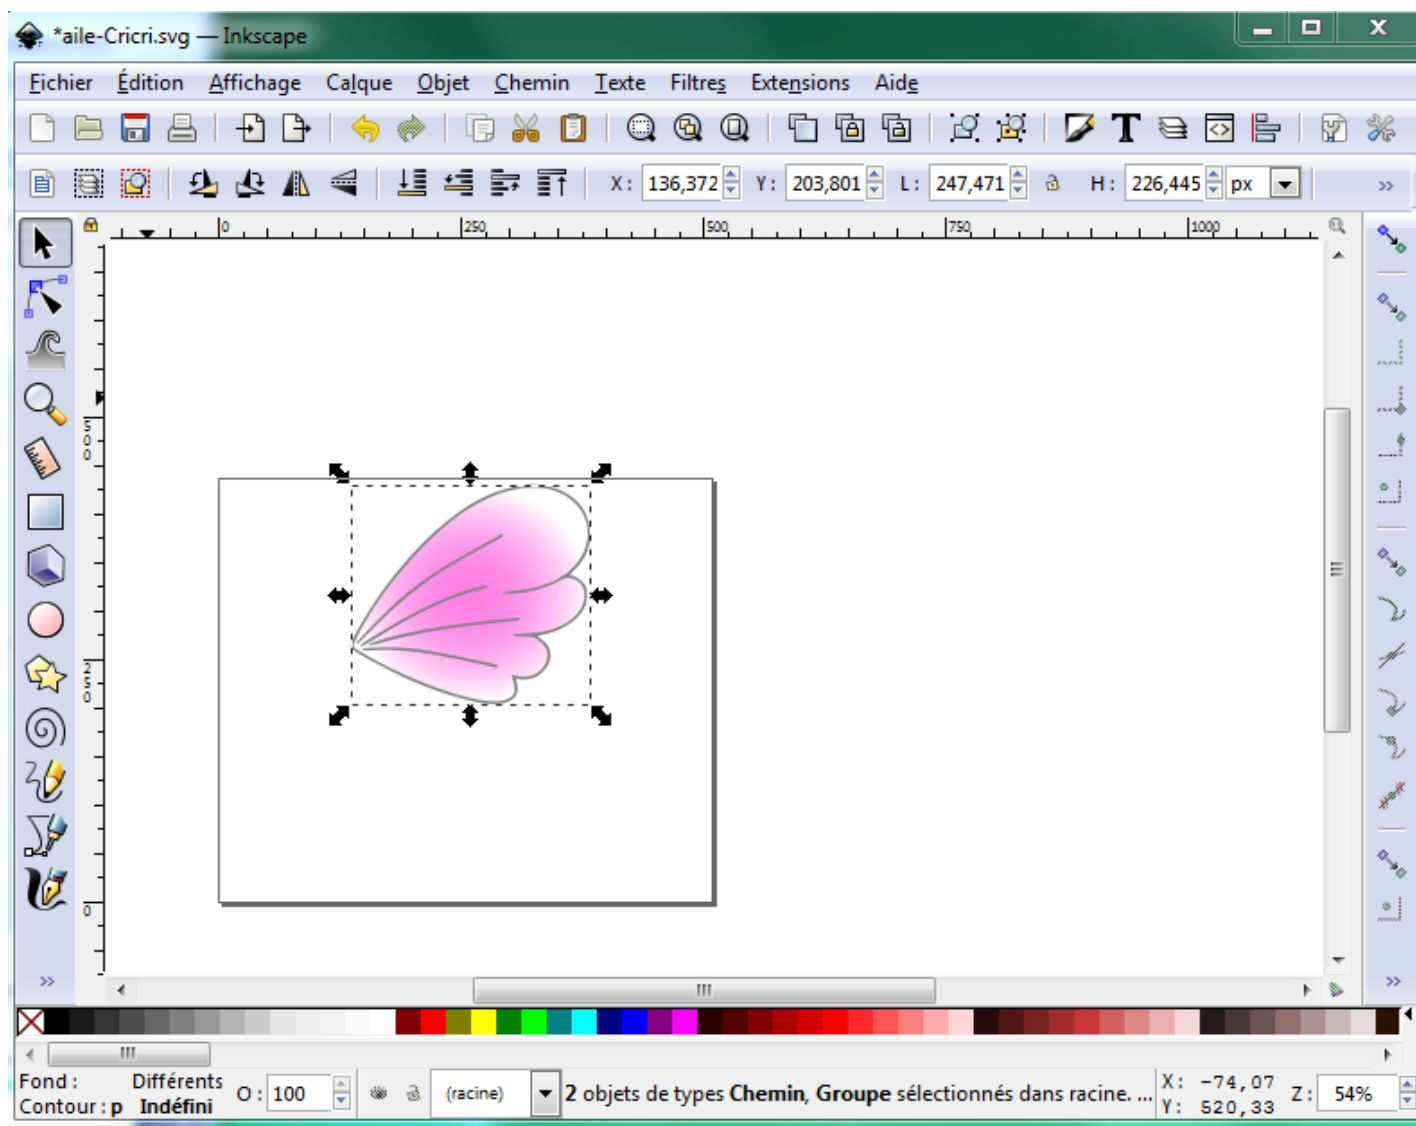 *aile-Cricri.svg — Inkscape
Fichier Édition Affichage Calque Objet Chemin Texte Filtres Extensions Aide
X: 136,372 Y: 203,801 L: 247,471 H: 226,445 px
0 250 500 750 1000
500
250
0
Fond: Différents O: 100 (racine) 2 objets de types Chemin, Groupe sélectionnés dans racine. ... X: -74,07 Z: 54%
Contour: p Indéfini Y: 520,33